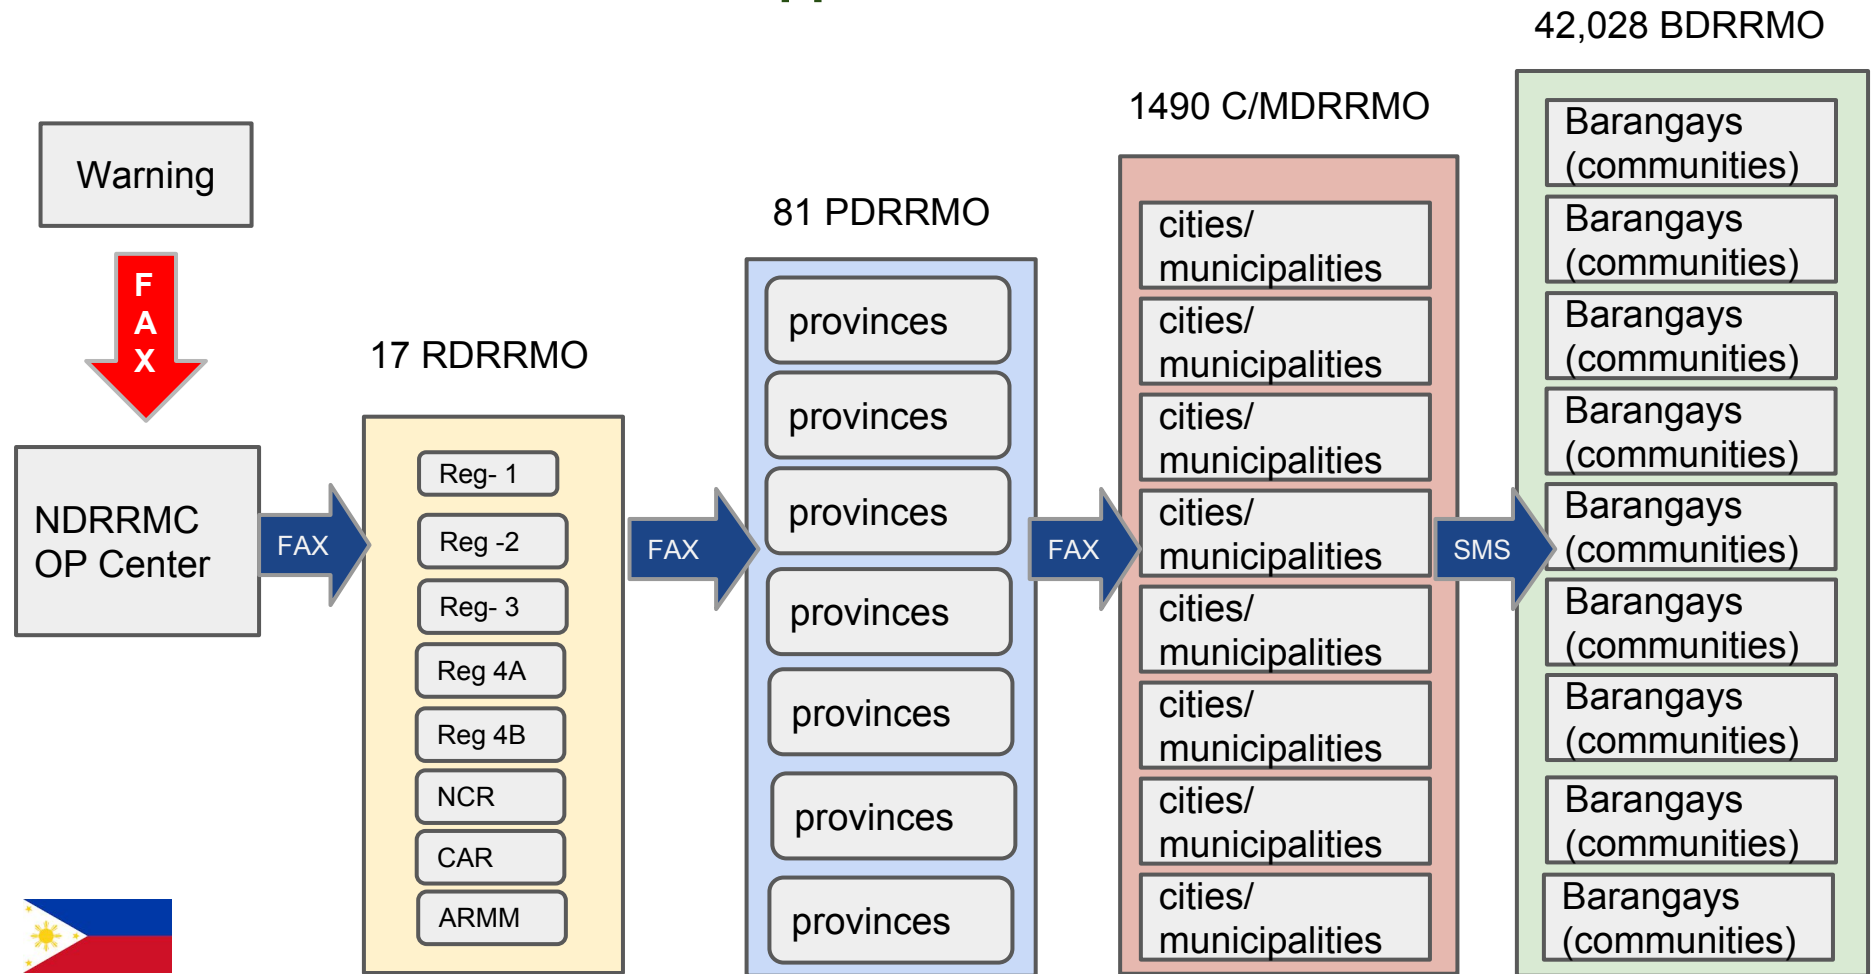 42,028 BDRRMO
1490 C/MDRRMO
81 PDRRMO
17 RDRRMO
Warning
F
A
X
NDRRMC
OP Center
FAX
Reg- 1
Reg -2
Reg- 3
Reg 4A
Reg 4B
NCR
CAR
ARMM
FAX
provinces
provinces
provinces
provinces
provinces
provinces
provinces
FAX
cities/
municipalities
cities/
municipalities
cities/
municipalities
cities/
municipalities
cities/
municipalities
cities/
municipalities
cities/
municipalities
cities/
municipalities
SMS
Barangays
(communities)
Barangays
(communities)
Barangays
(communities)
Barangays
(communities)
Barangays
(communities)
Barangays
(communities)
Barangays
(communities)
Barangays
(communities)
Barangays
(communities)